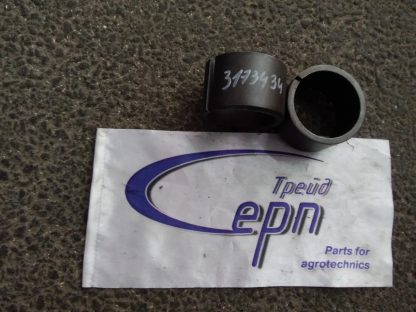 3173434
Трейд
Серп
Parts for
agrotechnics